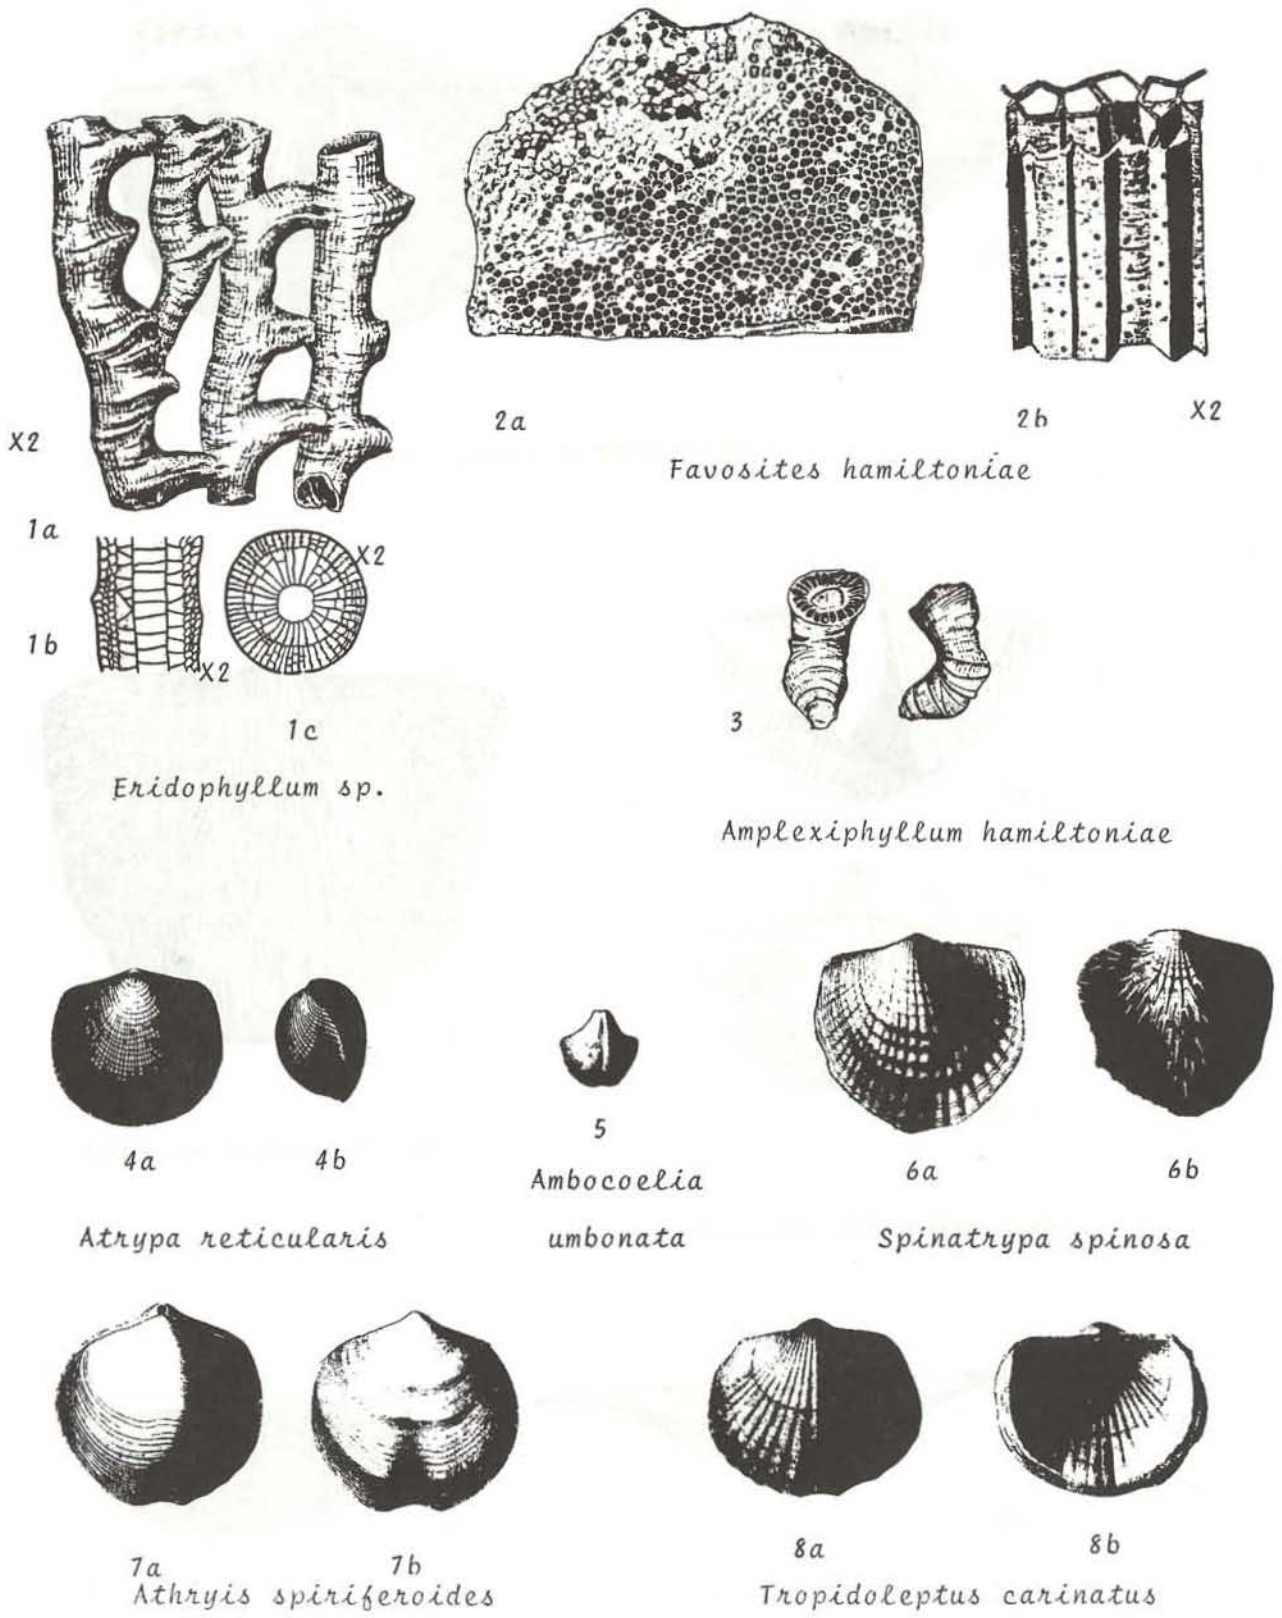 X2
2a
2b
X2
Favosites hamiltoniae
1a
X2
1b
X2
1c
Eridophyllum sp.
3
Amplexiphyllum hamiltoniae
4a
4b
5
6a
6b
Atrypa reticularis
Ambocoelia
umbonata
Spinatrypa spinosa
7a
7b
8a
8b
Athryis spiriferoides
Tropidoleptus carinatus